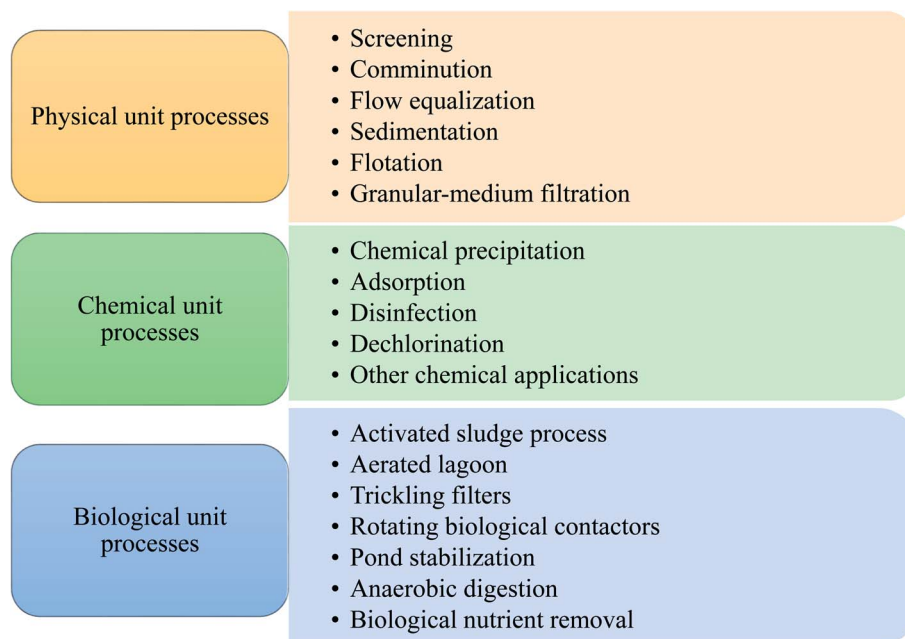 Physical unit processes
• Screening
• Comminution
• Flow equalization
• Sedimentation
• Flotation
• Granular-medium filtration
Chemical unit
processes
• Chemical precipitation
• Adsorption
• Disinfection
• Dechlorination
• Other chemical applications
Biological unit
processes
• Activated sludge process
• Aerated lagoon
• Trickling filters
• Rotating biological contactors
• Pond stabilization
• Anaerobic digestion
• Biological nutrient removal